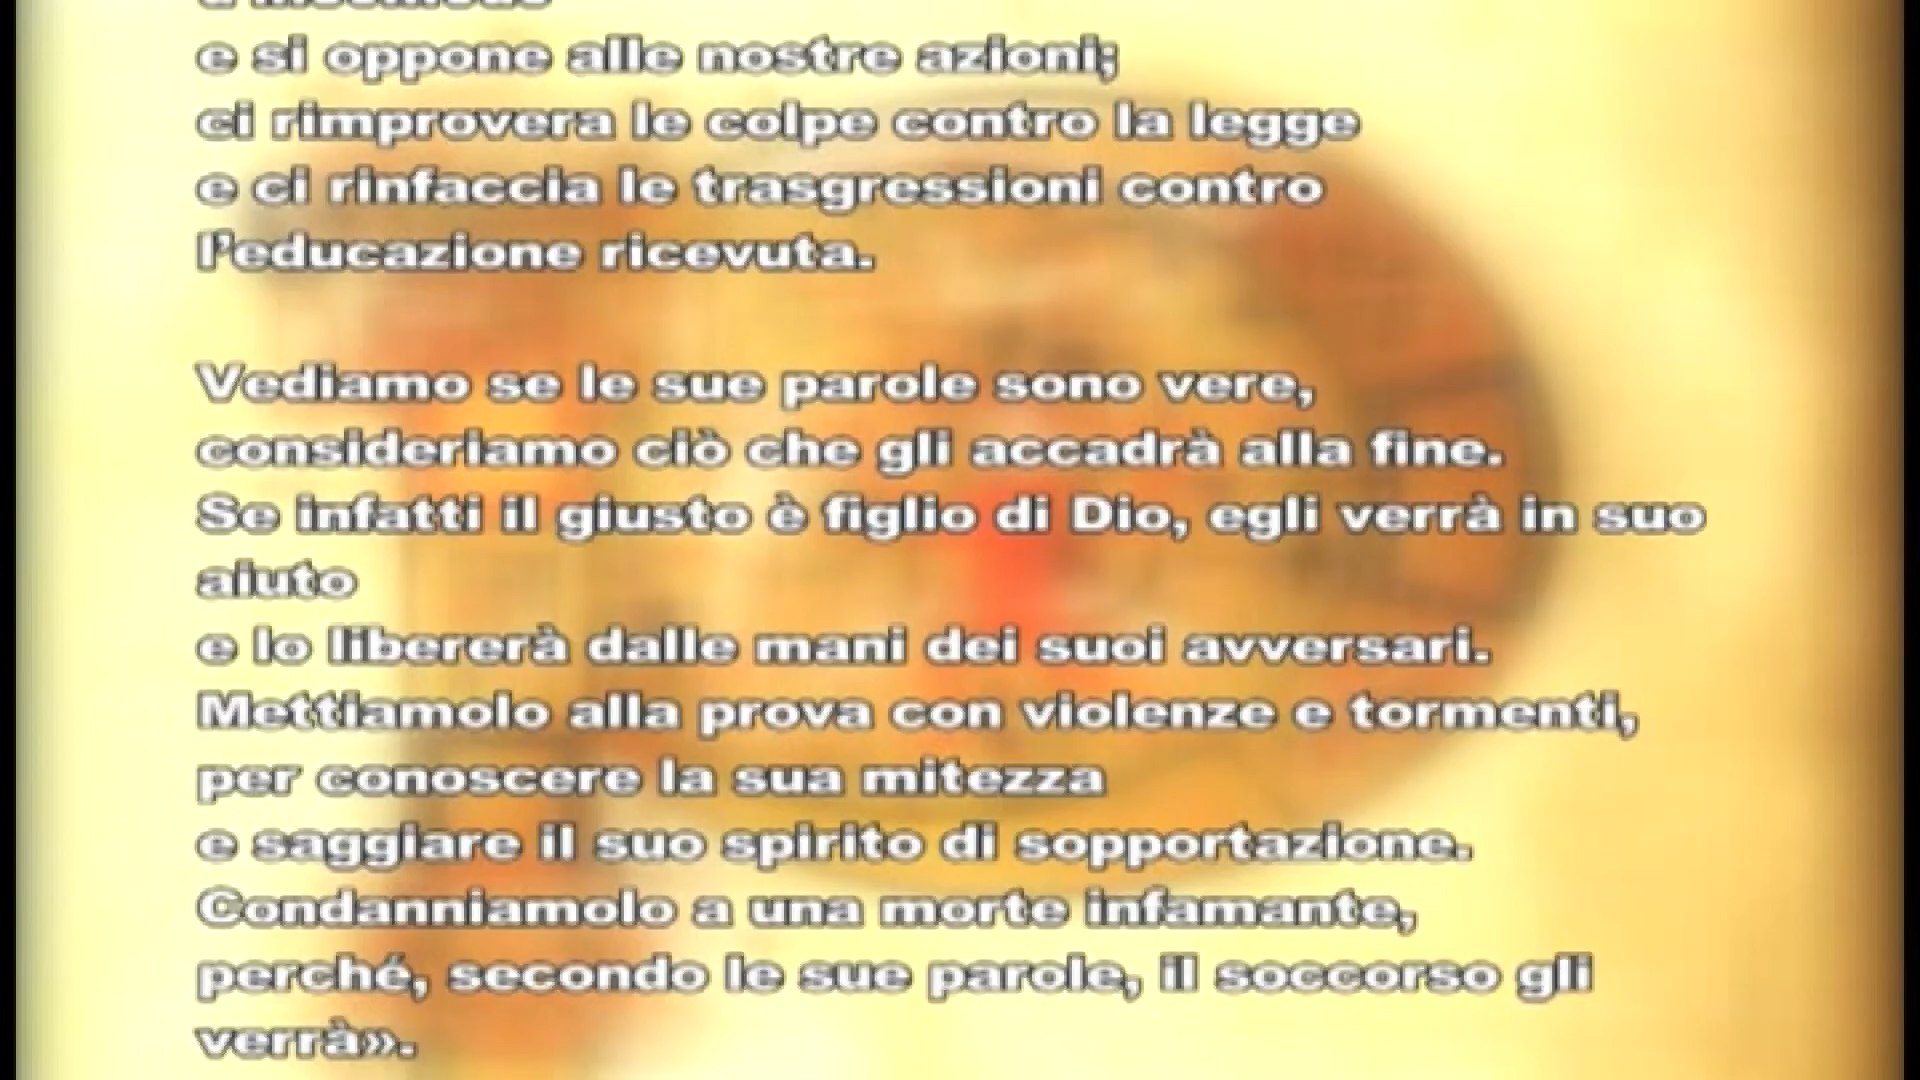 e si oppone alle nostre azioni;
ci rimprovera le colpe contro la legge
e ci rinfaccia le trasgressioni contro
l’educazione ricevuta.
Vediamo se le sue parole sono vere,
consideriamo ciò che gli accadrà alla fine.
Se infatti il giusto è figlio di Dio, egli verrà in suo
aiuto
e lo libererà dalle mani dei suoi avversari.
Mettiamolo alla prova con violenze e tormenti,
per conoscere la sua mitezza
e saggiare il suo spirito di sopportazione.
Condanniamolo a una morte infamante,
perché, secondo le sue parole, il soccorso gli
verrà».